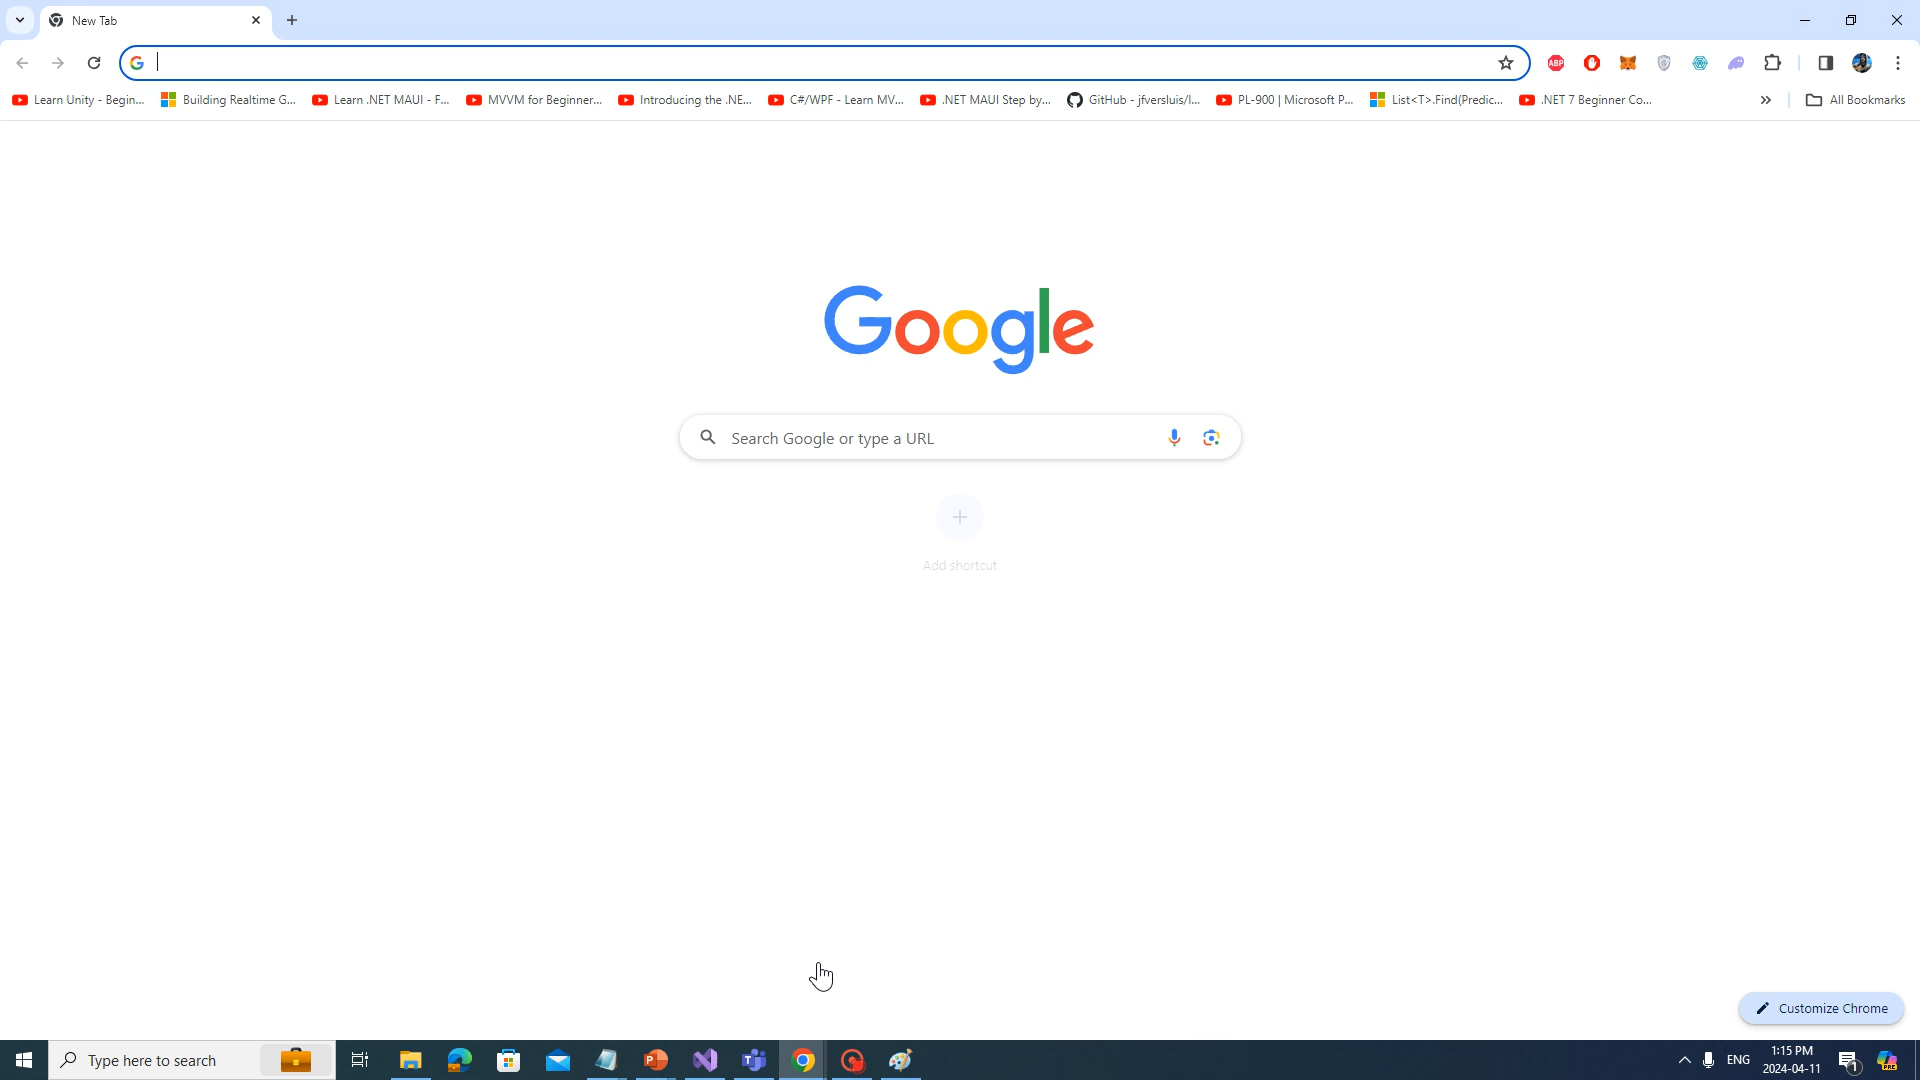 New Tab
Learn Unity - Begin...
Building Realtime G...
Learn .NET MAUI - F...
MVVM for Beginner...
Introducing the .NE...
C#/WPF - Learn MV...
.NET MAUI Step by...
GitHub - jfversluis/l...
PL-900 | Microsoft P...
List<T>.Find(Predic...
.NET 7 Beginner Co...
All Bookmarks
ABP
Google
Search Google or type a URL
Add shortcut
Customize Chrome
Type here to search
ENG
1:15 PM
2024-04-11
1
PRE